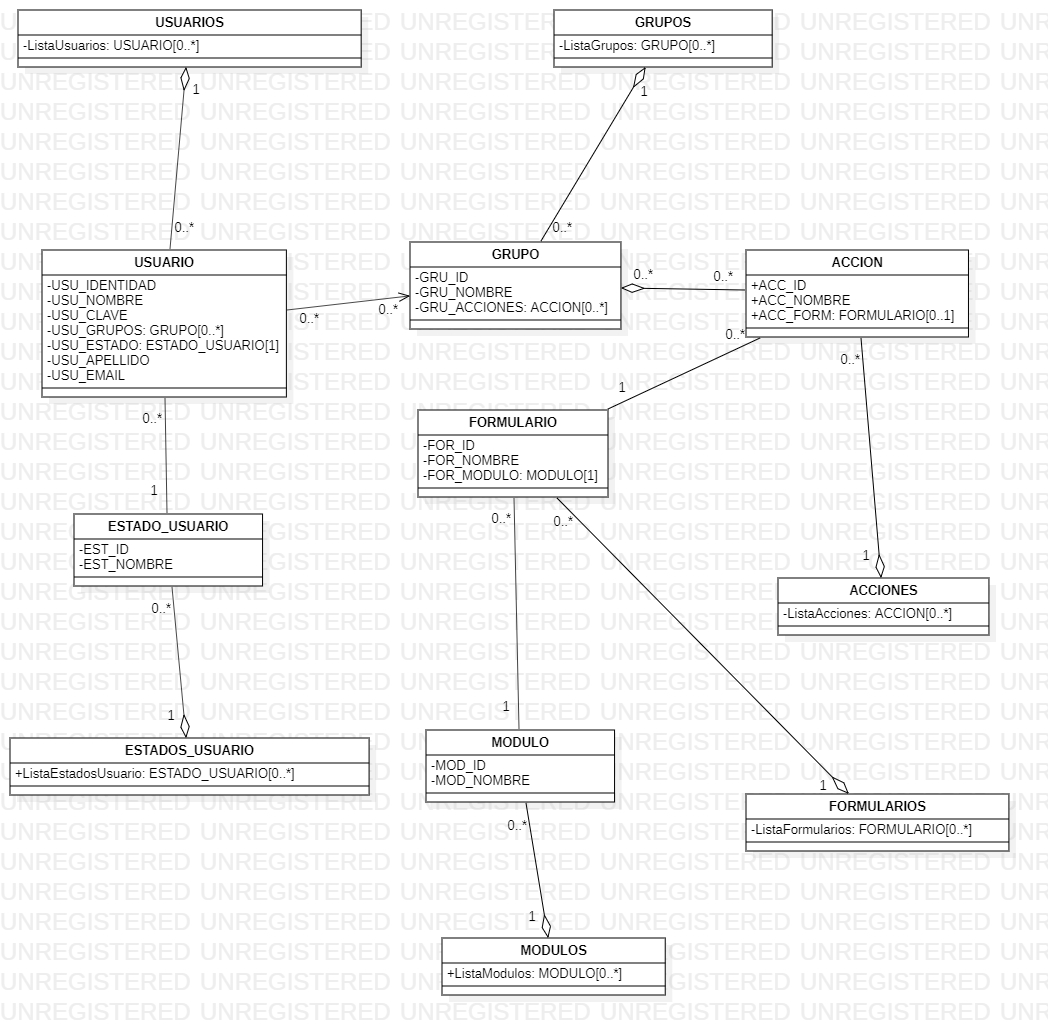 USUARIOS
-ListaUsuarios: USUARIO[0..*]
GRUPOS
-ListaGrupos: GRUPO[0..*]
1
1
0..*
0..*
USUARIO
-USU_IDENTIDAD
-USU_NOMBRE
-USU_CLAVE
-USU_GRUPOS: GRUPO[0..*]
-USU_ESTADO: ESTADO_USUARIO[1]
-USU_APELLIDO
-USU_EMAIL
0..*
0..*
GRUPO
-GRU_ID
-GRU_NOMBRE
-GRU_ACCIONES: ACCION[0..*]
0..*
0..*
ACCION
+ACC_ID
+ACC_NOMBRE
+ACC_FORM: FORMULARIO[0..1]
0..*
0..*
1
FORMULARIO
-FOR_ID
-FOR_NOMBRE
-FOR_MODULO: MODULO[1]
0..*
1
0..*
0..*
ESTADO_USUARIO
-EST_ID
-EST_NOMBRE
0..*
1
ACCIONES
-ListaAcciones: ACCION[0..*]
1
ESTADOS_USUARIO
+ListaEstadosUsuario: ESTADO_USUARIO[0..*]
1
MODULO
-MOD_ID
-MOD_NOMBRE
0..*
1
FORMULARIOS
-ListaFormularios: FORMULARIO[0..*]
1
MODULOS
+ListaModulos: MODULO[0..*]
UNREGISTERED